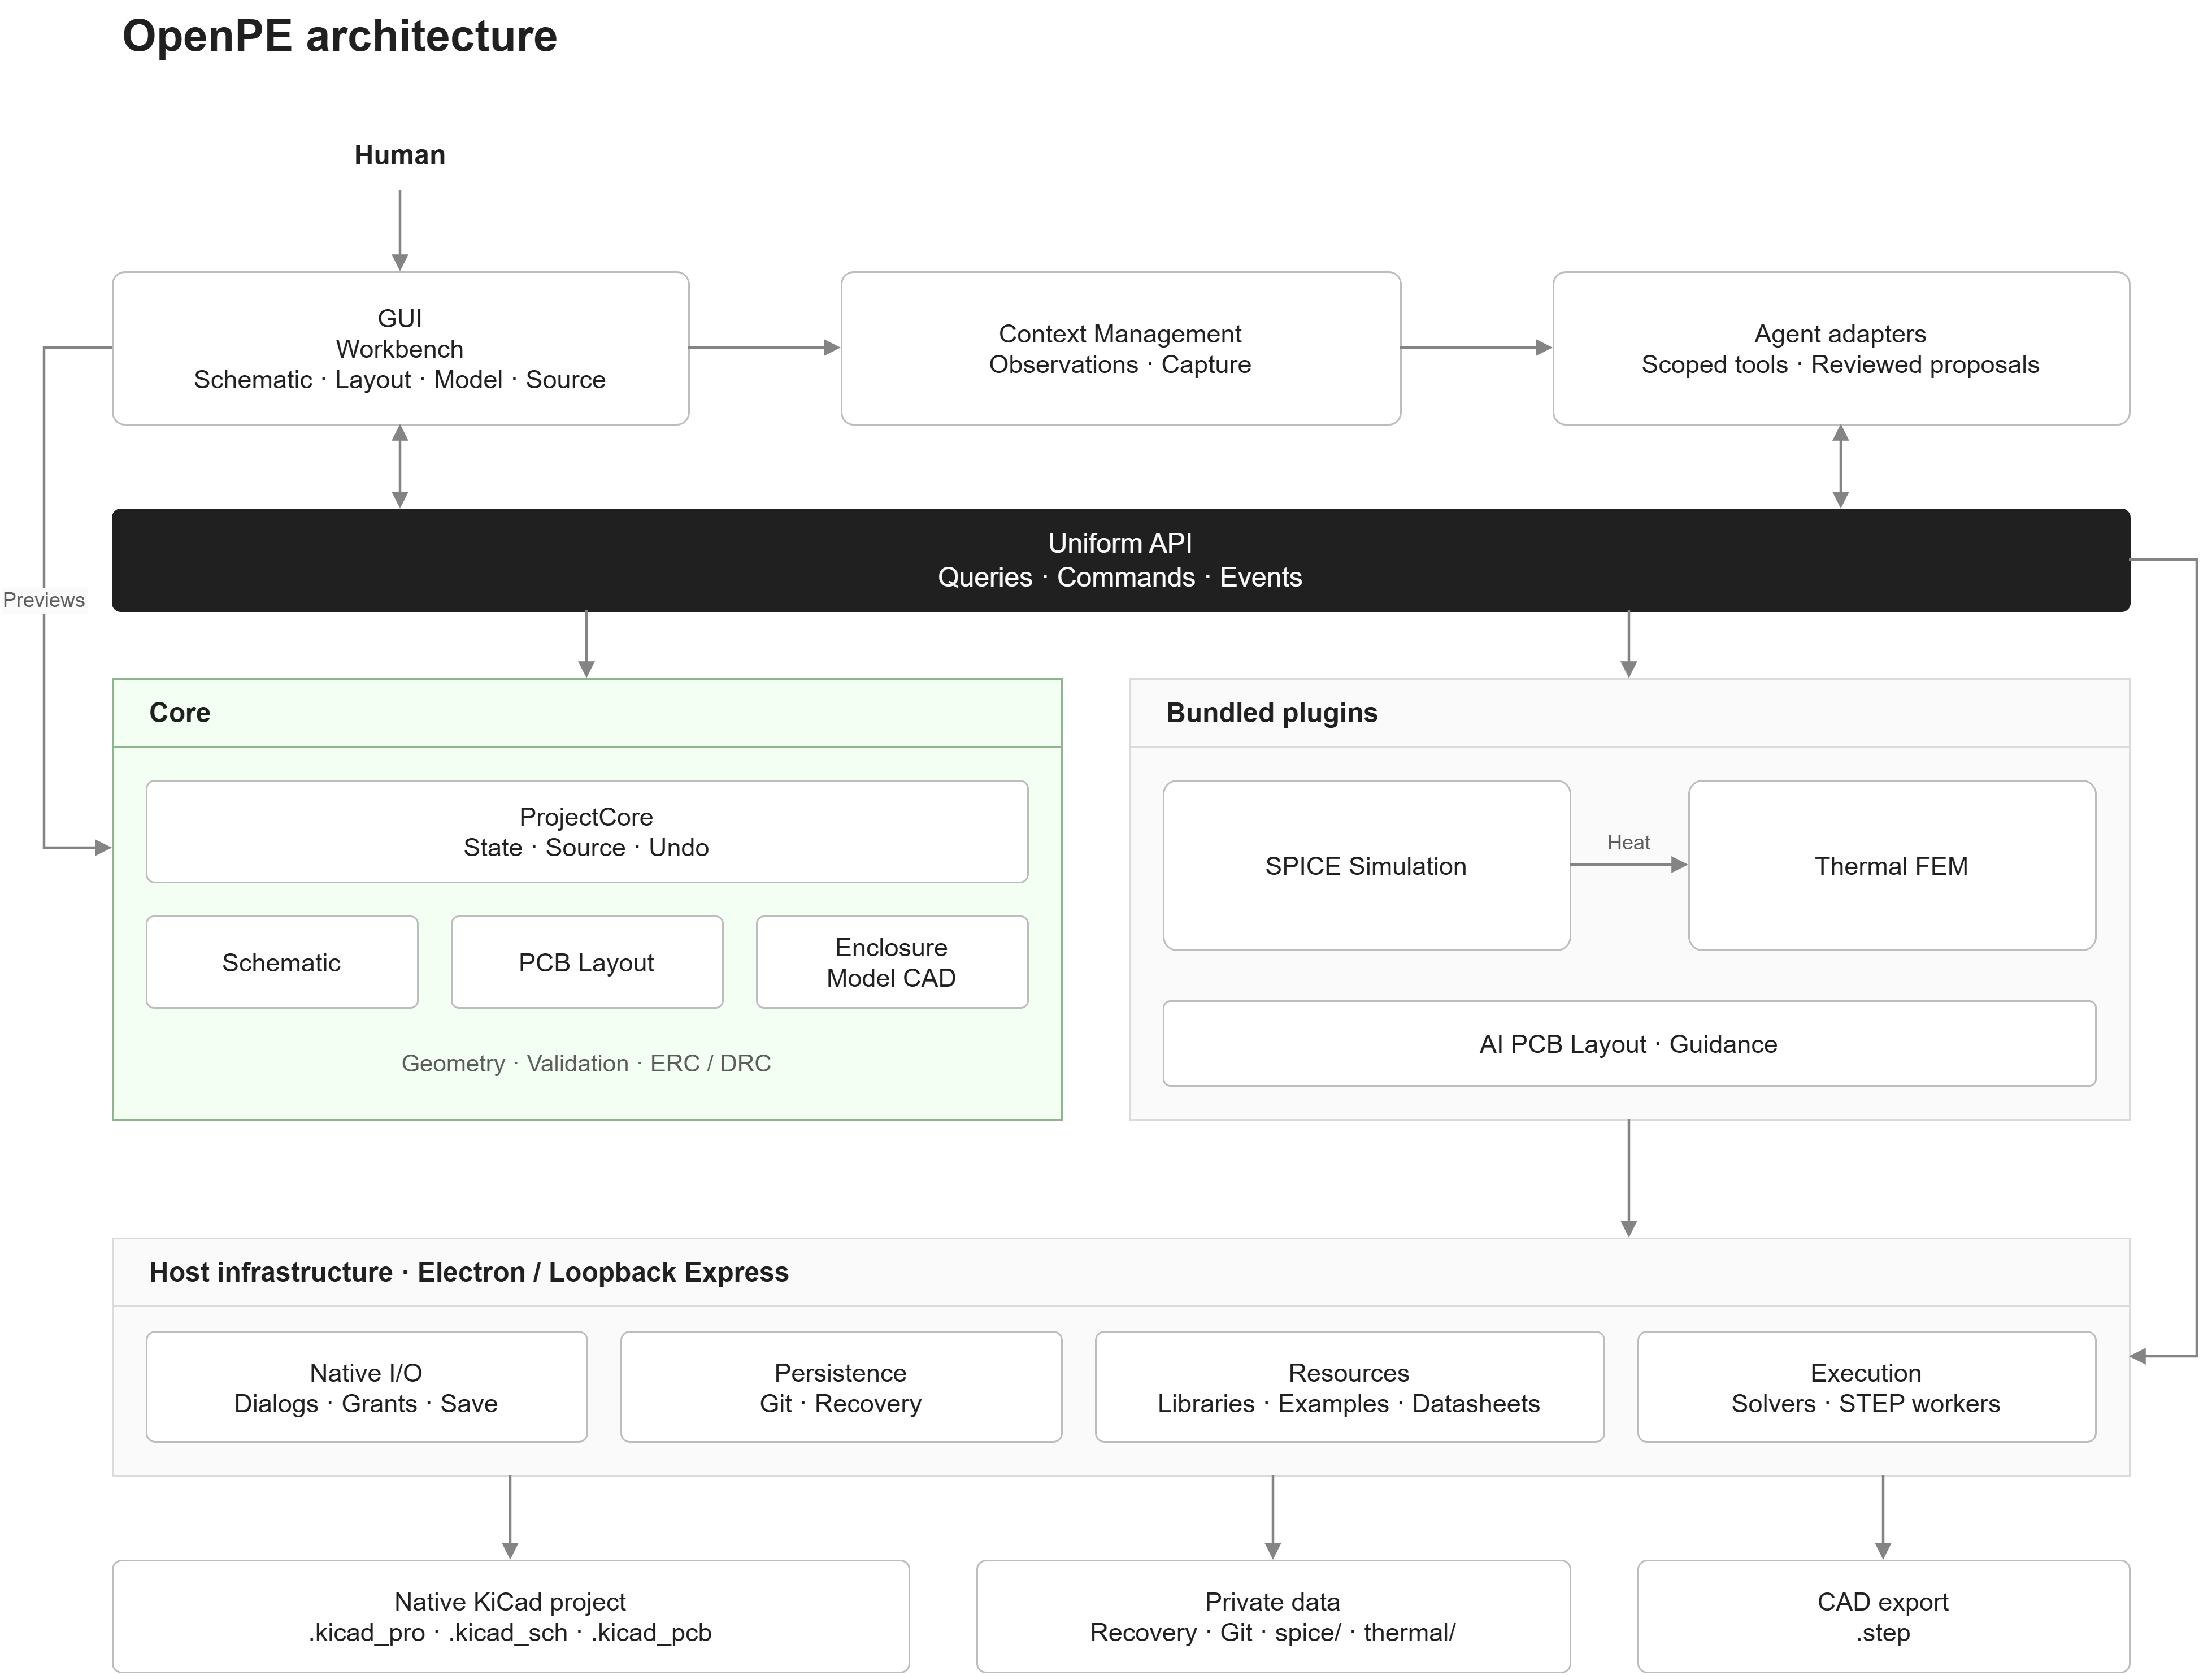 OpenPE architecture
Human
GUI
Workbench
Schematic · Layout · Model · Source
Context Management
Observations · Capture
Agent adapters
Scoped tools · Reviewed proposals
Uniform API
Queries · Commands · Events
Previews
Core
ProjectCore
State · Source · Undo
Schematic
PCB Layout
Enclosure
Model CAD
Geometry · Validation · ERC / DRC
Bundled plugins
SPICE Simulation
Heat
Thermal FEM
AI PCB Layout · Guidance
Host infrastructure · Electron / Loopback Express
Native I/O
Dialogs · Grants · Save
Persistence
Git · Recovery
Resources
Libraries · Examples · Datasheets
Execution
Solvers · STEP workers
Native KiCad project
.kicad_pro · .kicad_sch · .kicad_pcb
Private data
Recovery · Git · spice/ · thermal/
CAD export
.step